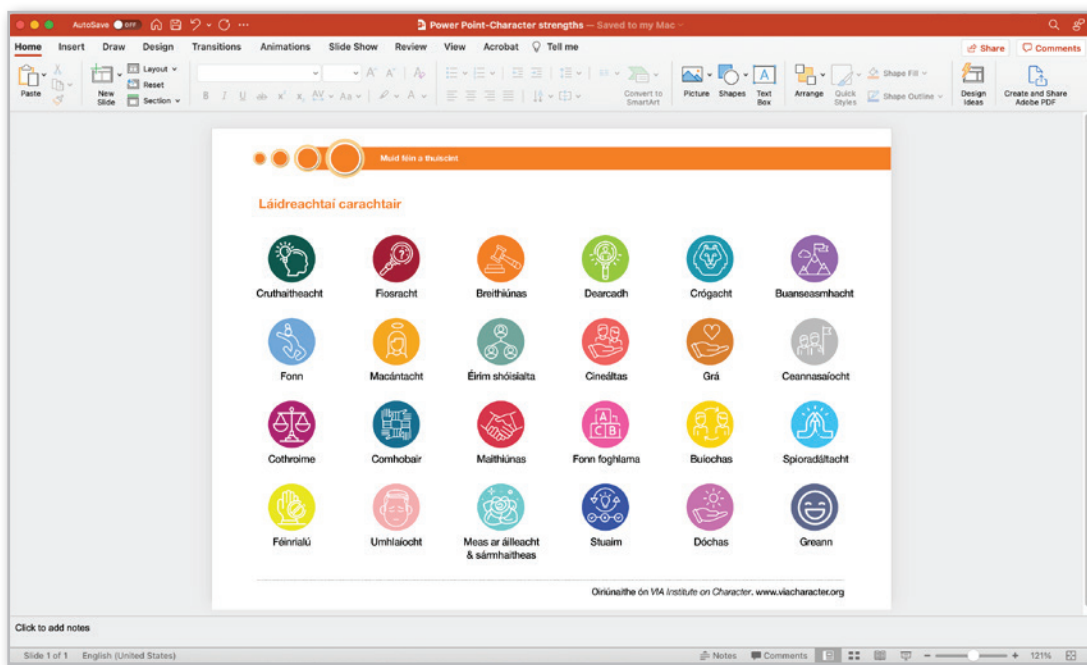 AutoSave OFF
Power Point-Character strengths — Saved to my Mac
Home Insert Draw Design Transitions Animations Slide Show Review View Acrobat Tell me Share Comments
Paste New Slide Layout Reset Section
B I U ab x² x₂ AV Aa A A
Convert to SmartArt Picture Shapes Text Box Arrange Quick Styles Shape Fill Shape Outline Design Ideas Create and Share Adobe PDF
Muid féin a thuiscint
Láidreachtaí carachtair
Cruthaitheacht Fiosracht Breithiúnas Dearcadh Crógacht Buanseasmhacht
Fonn Macántacht Éirim shóisialta Cineáltas Grá Ceannasaíocht
A
C B
Cothroime Comhobair Maithiúnas Fonn foghlama Buíochas Spioradáltacht
Féinrialú Umhlaíocht Meas ar áilleacht Stuaim Dóchas Greann
& sármhaitheas
Oiriúnaithe ón VIA Institute on Character. www.viacharacter.org
Click to add notes
Slide 1 of 1 English (United States) Notes Comments 121%